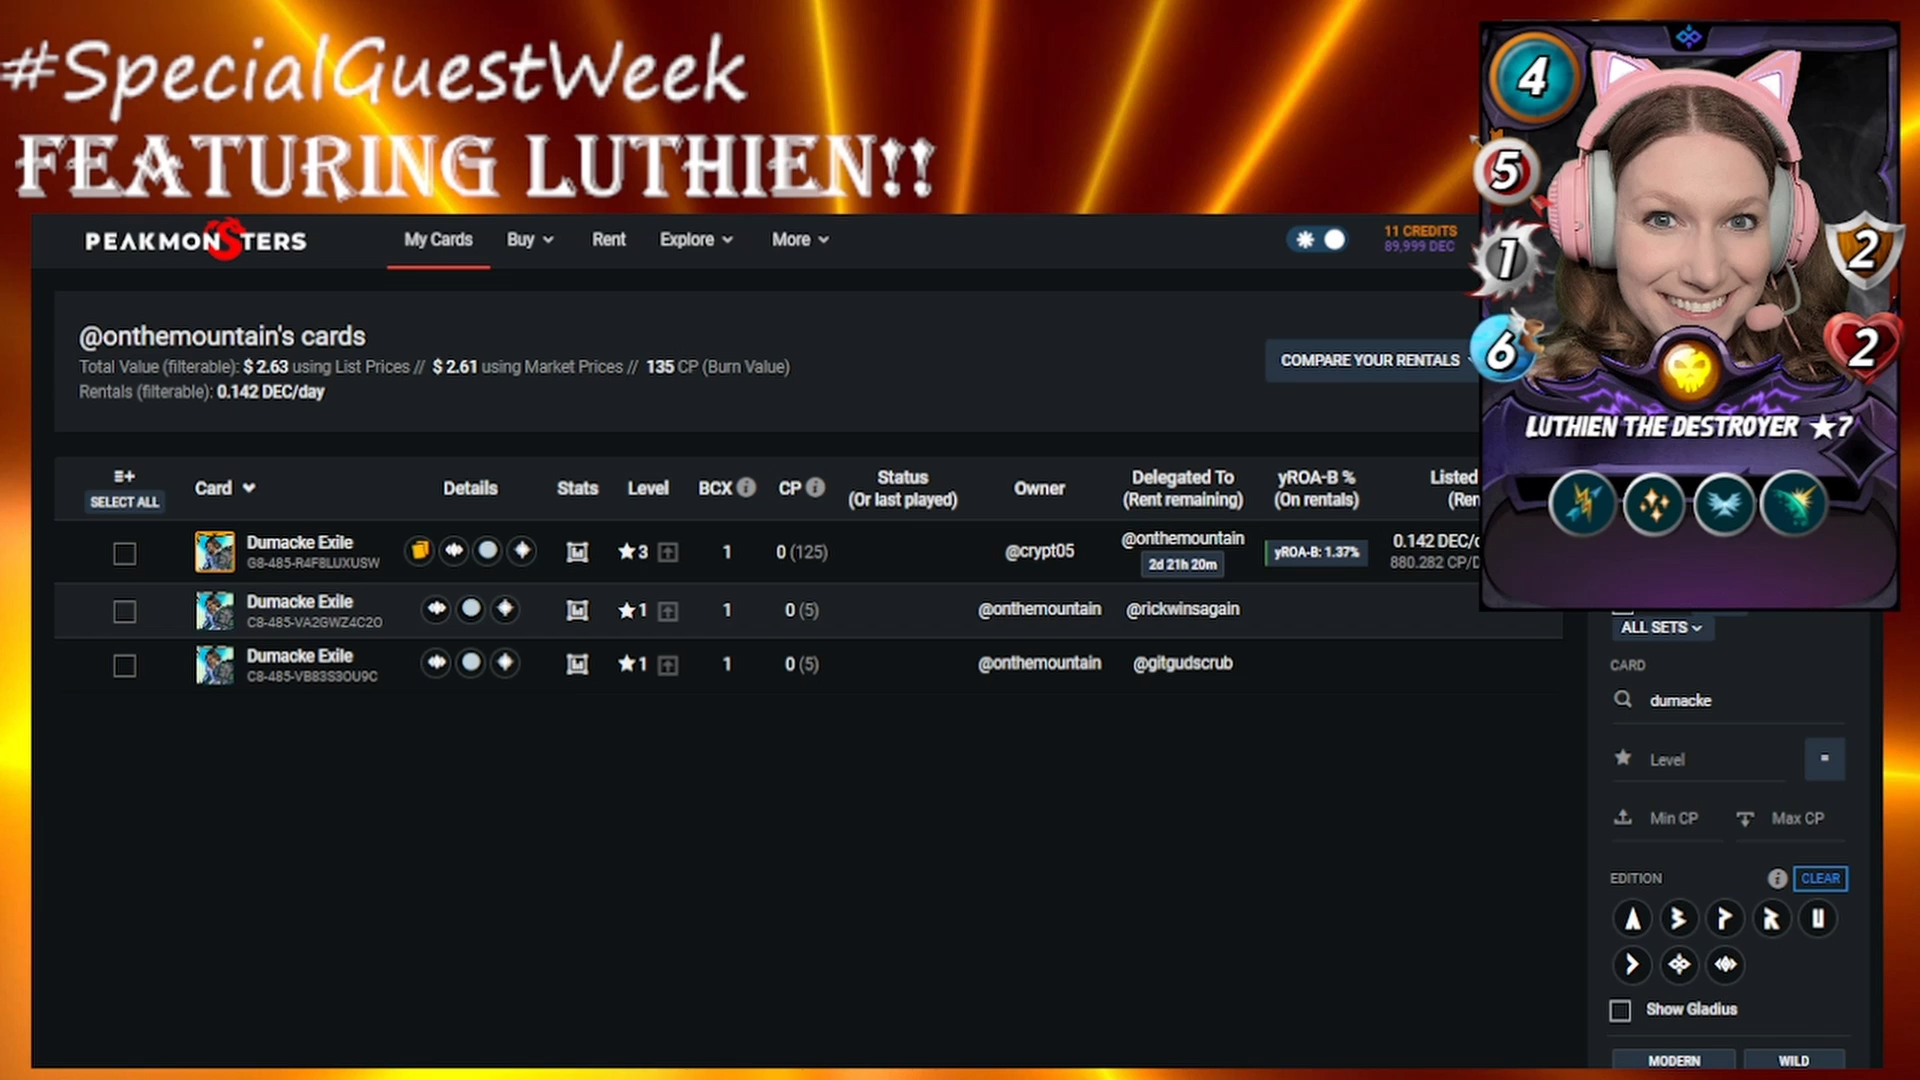 #SpecialGuestWeek
FEATURING LUTHIEN!!
PEAKMONSTERS
My Cards
Buy
Rent
Explore
More
11 CREDITS
89,999 DEC
@onthemountain's cards
Total Value (filterable): $ 2.63 using List Prices // $ 2.61 using Market Prices // 135 CP (Burn Value)
Rentals (filterable): 0.142 DEC/day
COMPARE YOUR RENTALS
SELECT ALL
Card
Details
Stats
Level
BCX
CP
Status
(Or last played)
Owner
Delegated To
(Rent remaining)
yROA-B %
(On rentals)
Listed
(Ren
Dumacke Exile
G8-485-R4F8LUXUSW
3
1
0 (125)
@crypt05
@onthemountain
2d 21h 20m
yROA-B: 1.37%
0.142 DEC/d
880.282 CP/D
Dumacke Exile
C8-485-VA2GWZ4C2O
1
1
0 (5)
@onthemountain
@rickwinsagain
Dumacke Exile
C8-485-VB83S3OU9C
1
1
0 (5)
@onthemountain
@gitgudscrub
4
5
1
6
2
2
LUTHIEN THE DESTROYER ★7
ALL SETS
CARD
dumacke
Level
=
Min CP
Max CP
EDITION
CLEAR
Show Gladius
MODERN
WILD